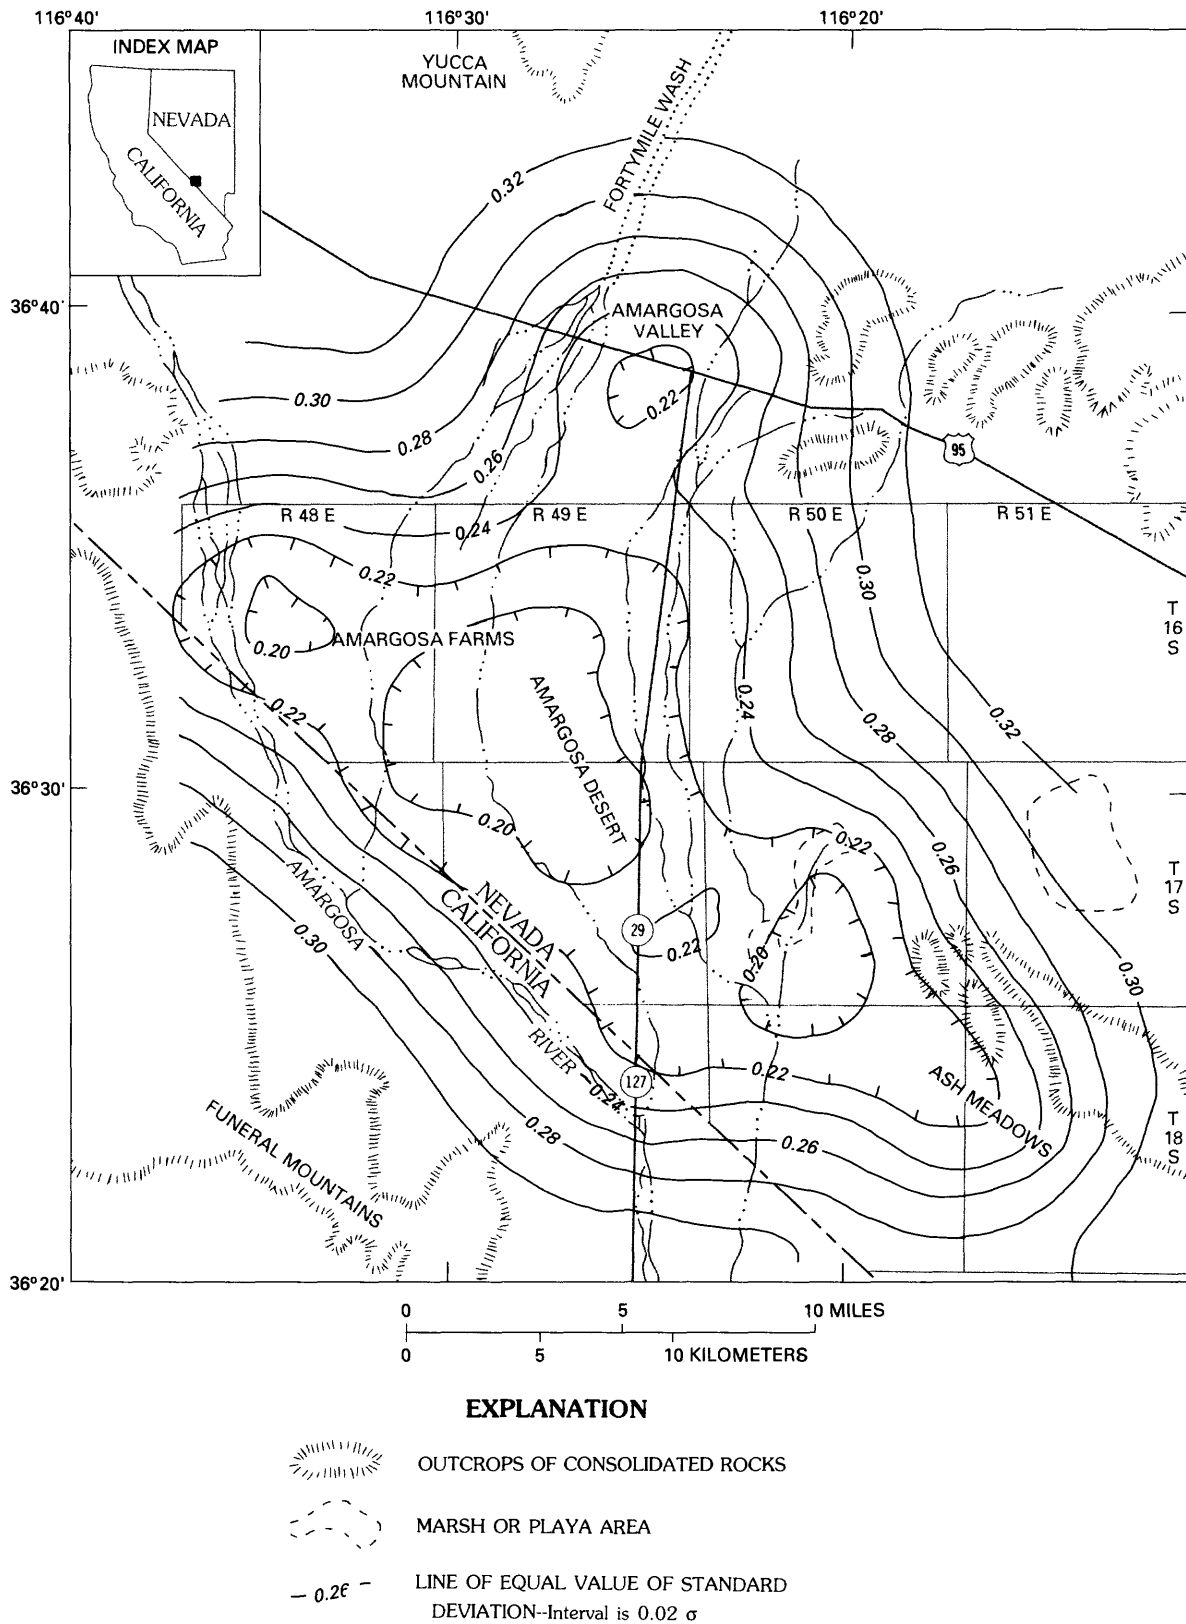 116°40'
116°30'
116°20'
INDEX MAP
NEVADA
CALIFORNIA
YUCCA
MOUNTAIN
FORTYMILE WASH
0.32
36°40'
AMARGOSA
VALLEY
0.30
0.22
0.28
0.26
95
R 48 E
R 49 E
R 50 E
R 51 E
0.24
0.22
0.30
T
16
S
AMARGOSA FARMS
0.20
0.24
AMARGOSA DESERT
0.22
0.28
0.32
36°30'
0.20
0.22
0.26
T
17
S
AMARGOSA
NEVADA
CALIFORNIA
29
0.30
0.22
0.20
0.30
RIVER
0.22
127
ASH MEADOWS
0.24
FUNERAL MOUNTAINS
0.28
0.26
T
18
S
36°20'
0 5 10 MILES
0 5 10 KILOMETERS
EXPLANATION
OUTCROPS OF CONSOLIDATED ROCKS
MARSH OR PLAYA AREA
0.26
LINE OF EQUAL VALUE OF STANDARD
DEVIATION--Interval is 0.02 σ